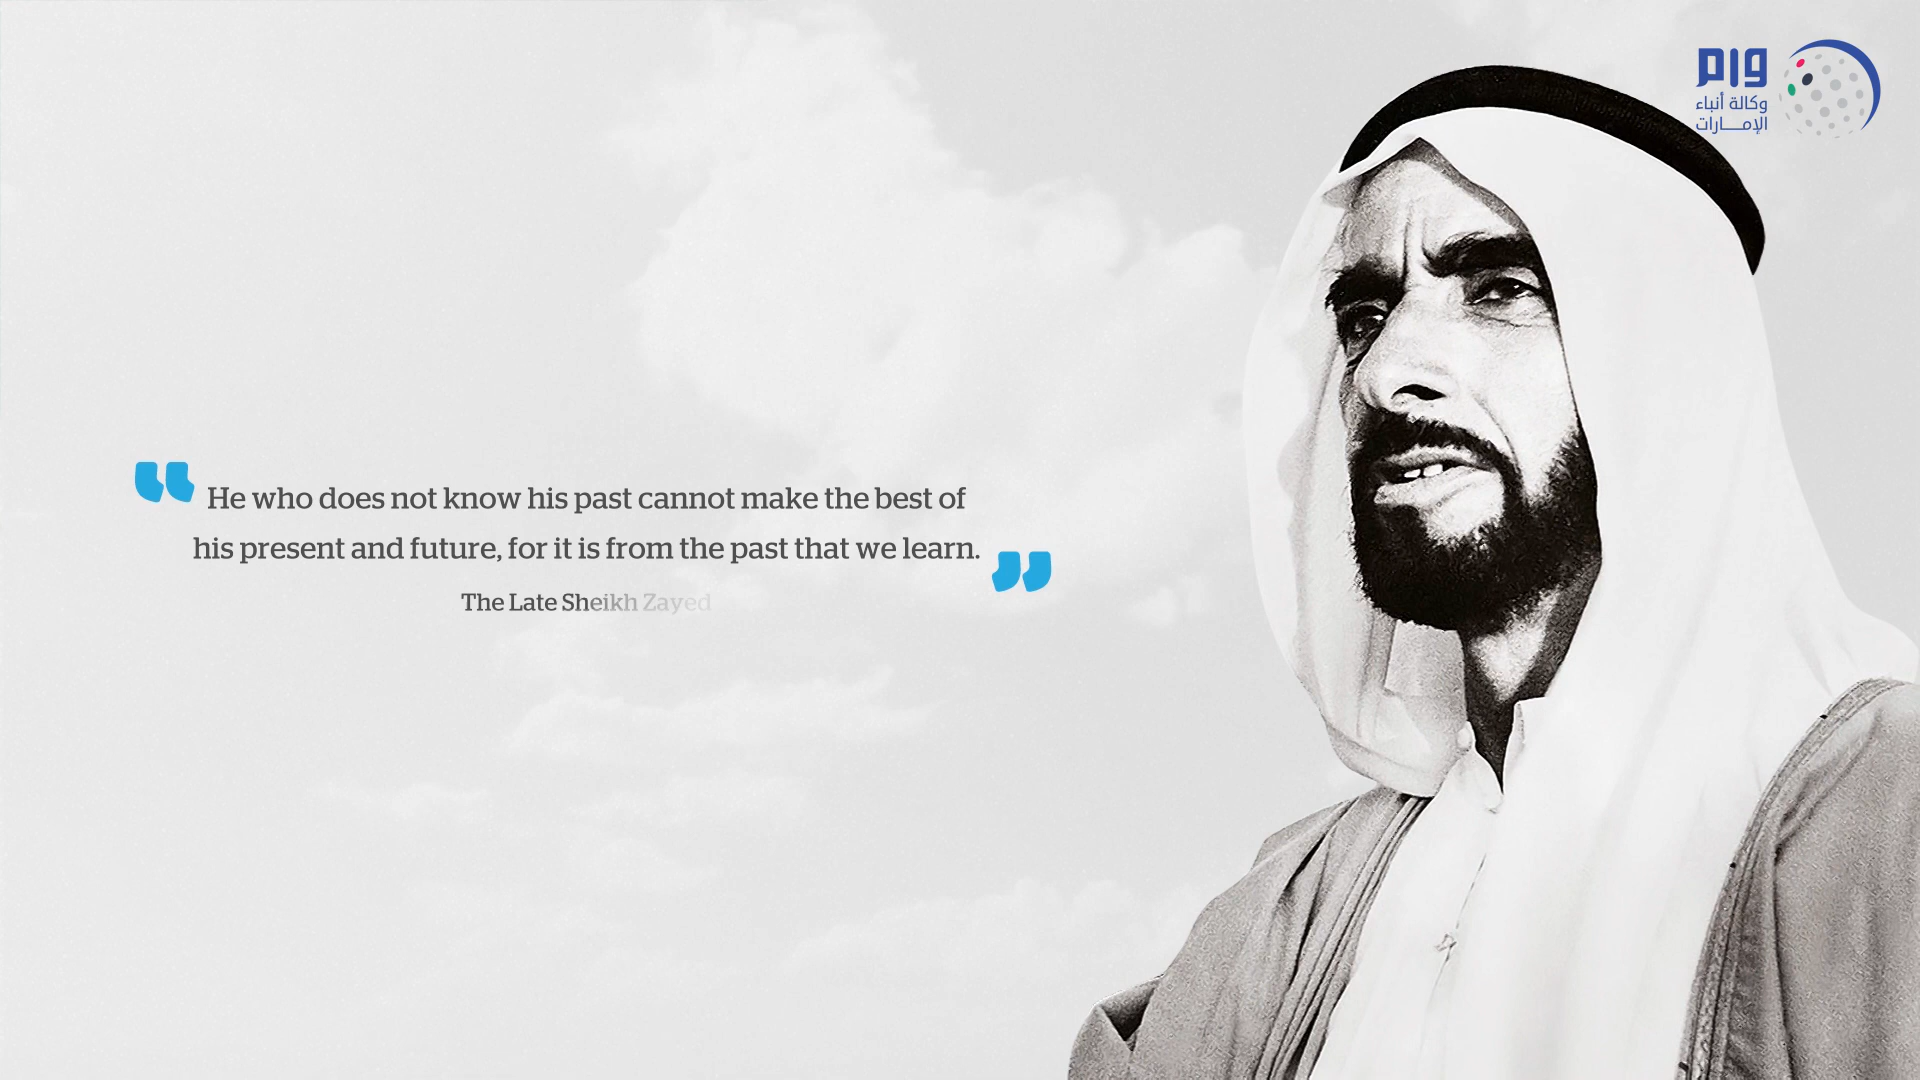 وام
وكالة أنباء
الإمـــارات
“ He who does not know his past cannot make the best of
his present and future, for it is from the past that we learn. ”
The Late Sheikh Zayed